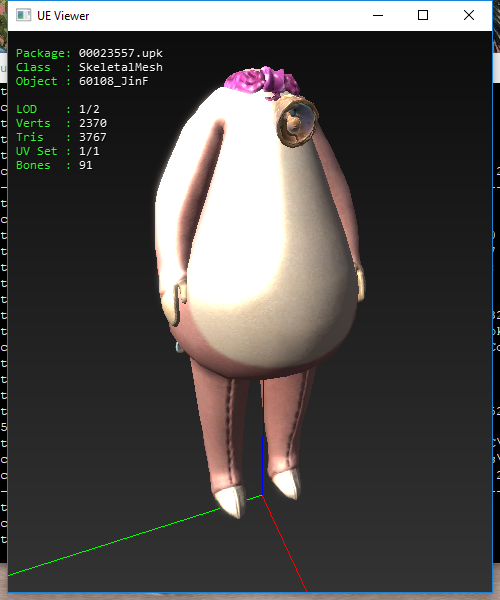 UE Viewer
Package: 00023557.upk
Class : SkeletalMesh
Object : 60108_JinF
LOD : 1/2
Verts : 2370
Tris : 3767
UV Set : 1/1
Bones : 91